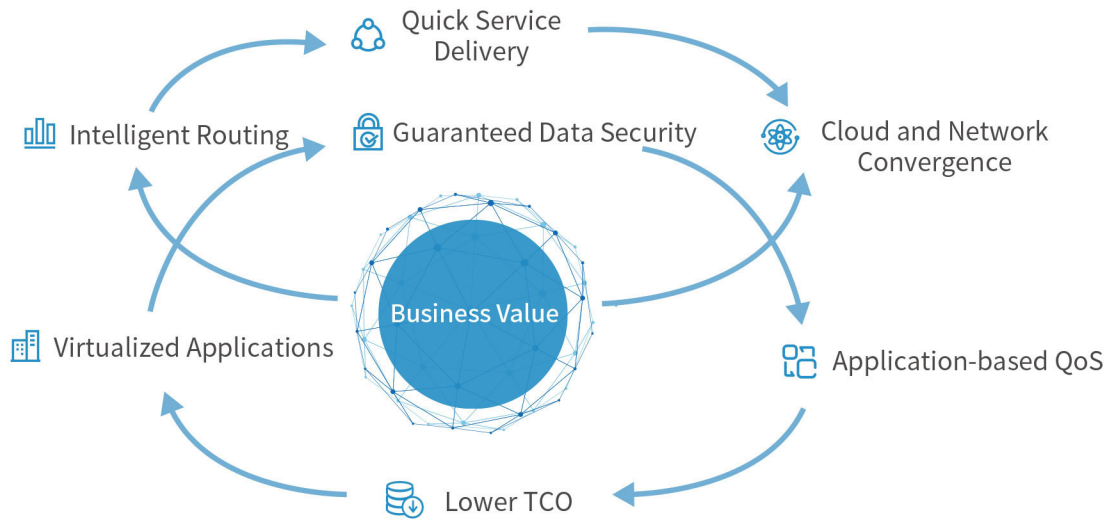 Quick Service
Delivery
Intelligent Routing
Guaranteed Data Security
Cloud and Network
Convergence
Business Value
Virtualized Applications
Application-based QoS
Lower TCO